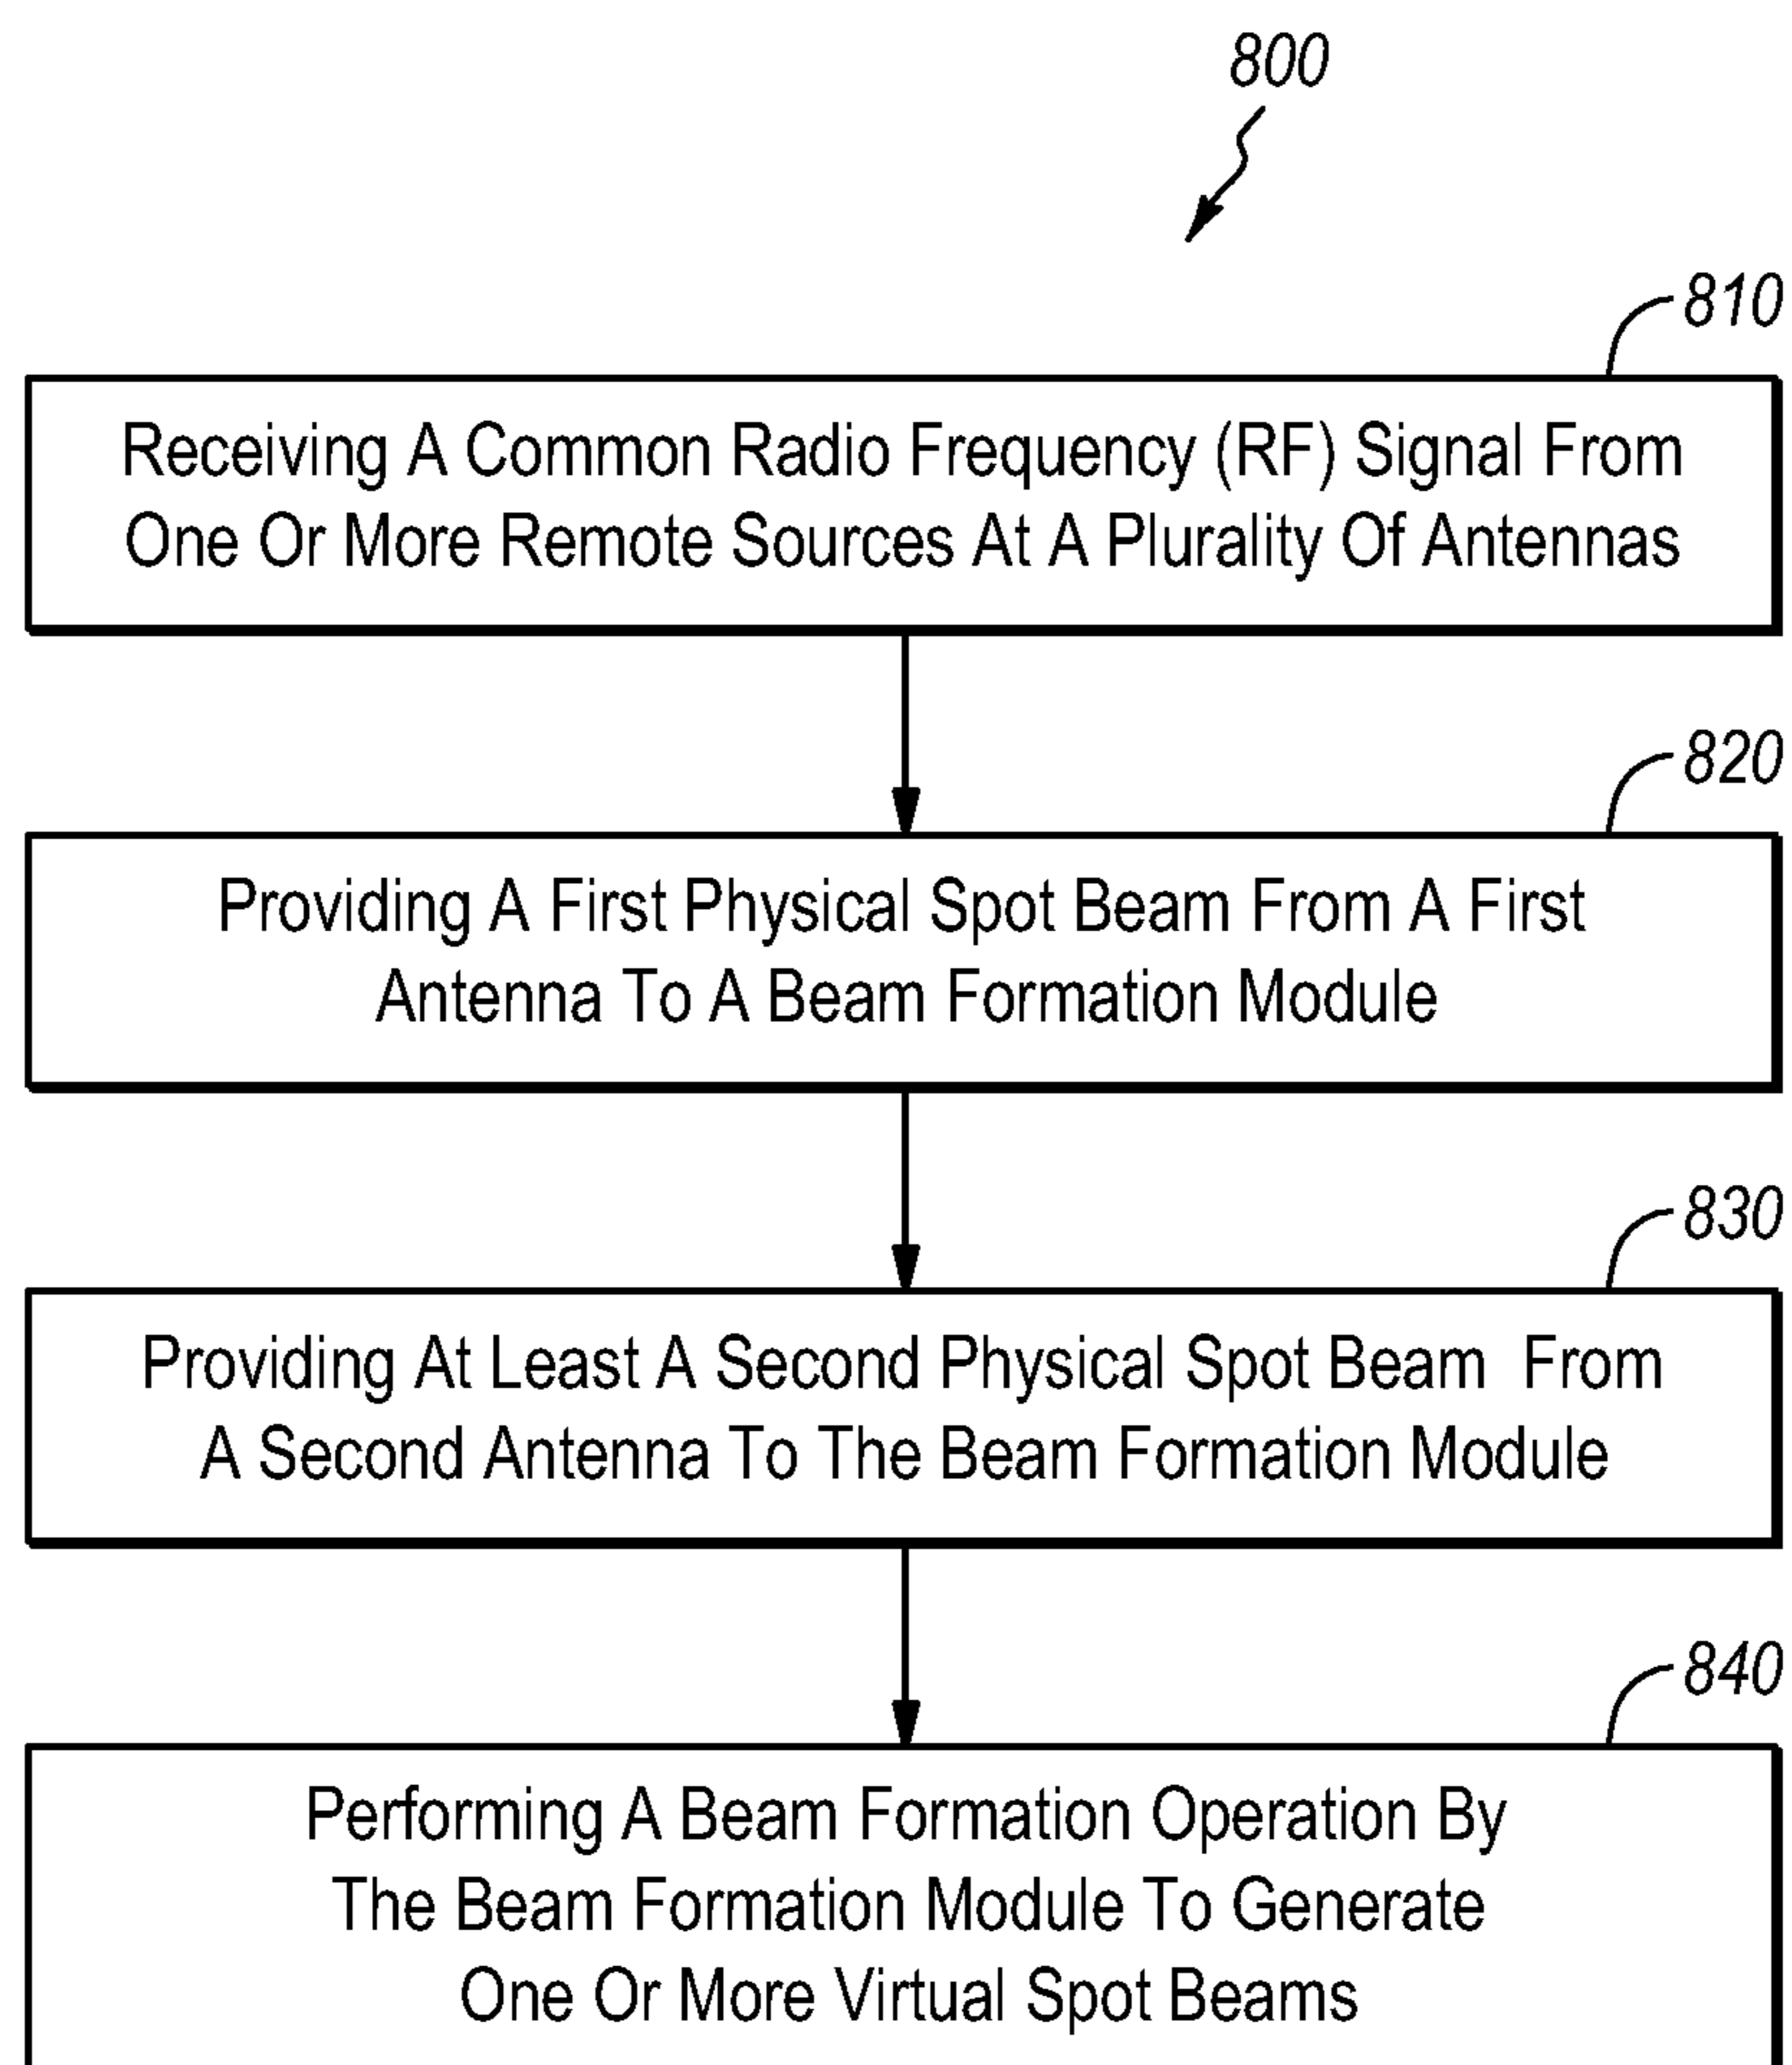 800
810
Receiving A Common Radio Frequency (RF) Signal From
One Or More Remote Sources At A Plurality Of Antennas
820
Providing A First Physical Spot Beam From A First
Antenna To A Beam Formation Module
830
Providing At Least A Second Physical Spot Beam From
A Second Antenna To The Beam Formation Module
840
Performing A Beam Formation Operation By
The Beam Formation Module To Generate
One Or More Virtual Spot Beams